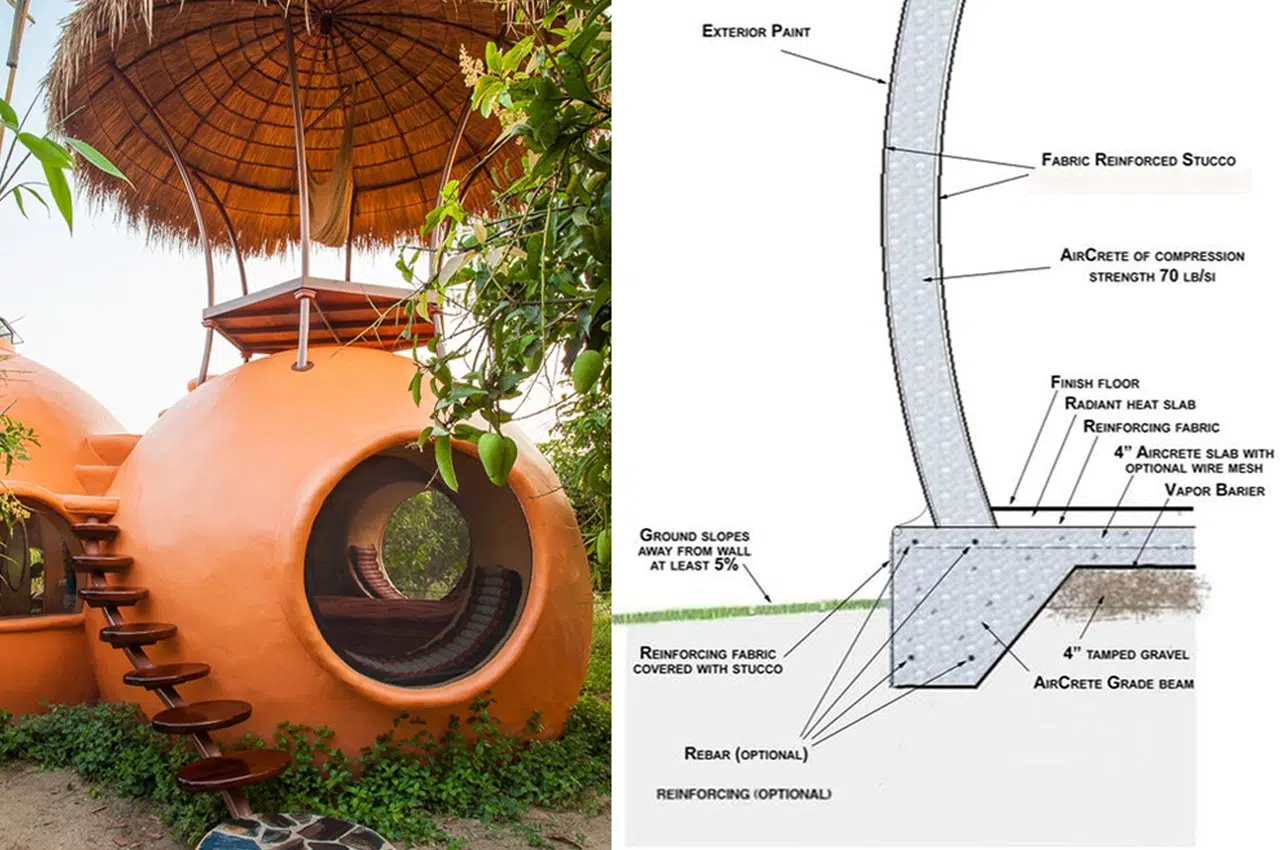 Exterior Paint
Fabric Reinforced Stucco
AirCrete of compression
strength 70 lb/si
Finish floor
Radiant heat slab
Reinforcing fabric
4” Aircrete slab with
optional wire mesh
Vapor Barier
Ground slopes
away from wall
at least 5%
Reinforcing fabric
covered with stucco
4” tamped gravel
AirCrete Grade beam
Rebar (optional)
REINFORCING (OPTIONAL)